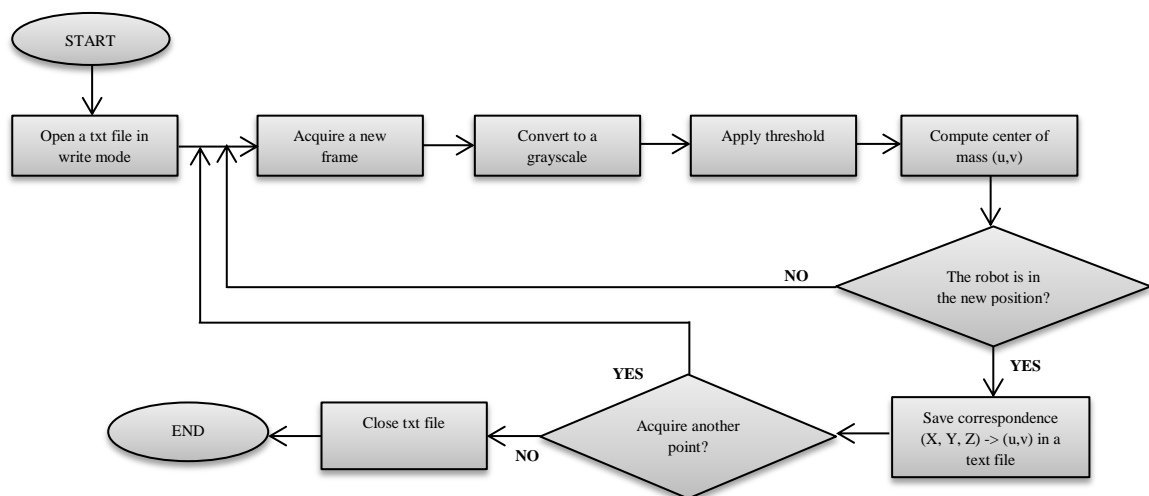 START
Open a txt file in
write mode
Acquire a new
frame
Convert to a
grayscale
Apply threshold
Compute center of
mass (u,v)
The robot is in
the new position?
NO
YES
Save correspondence
(X, Y, Z) -> (u,v) in a
text file
Acquire another
point?
YES
NO
Close txt file
END